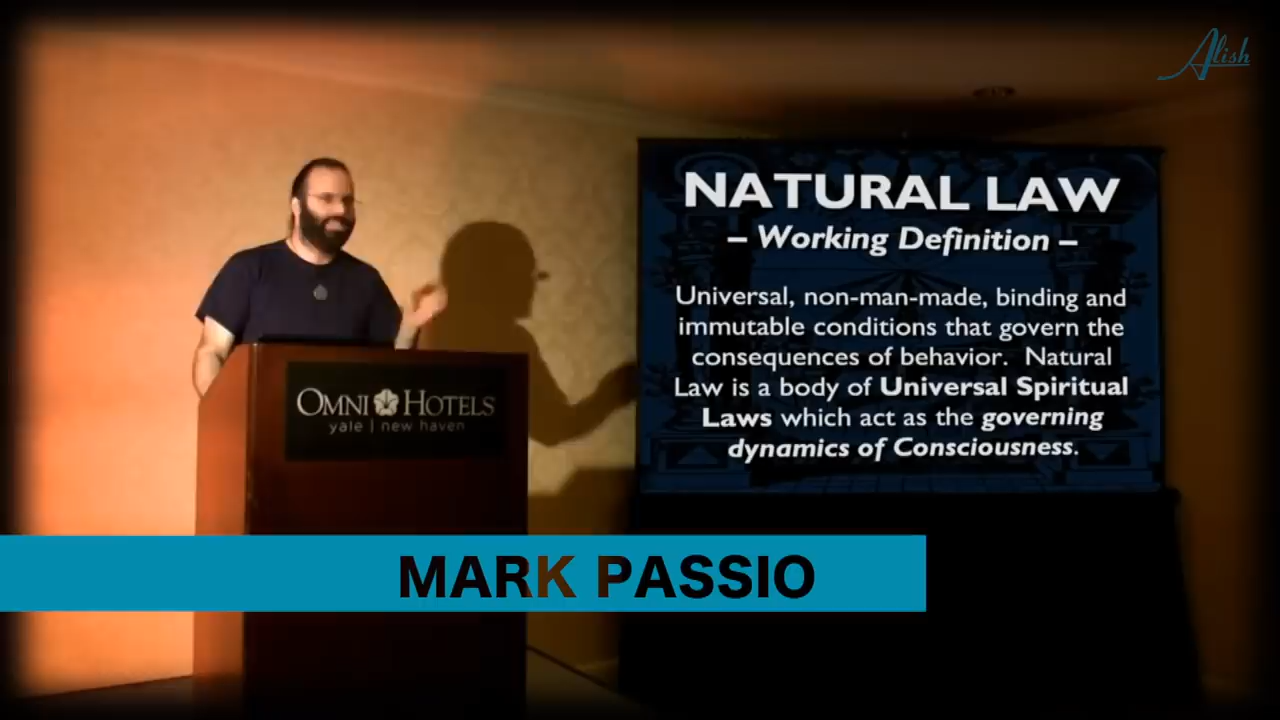 Alish
NATURAL LAW
– Working Definition –
Universal, non-man-made, binding and
immutable conditions that govern the
consequences of behavior. Natural
Law is a body of Universal Spiritual
Laws which act as the governing
dynamics of Consciousness.
OMNI HOTELS
yale | new haven
MARK PASSIO